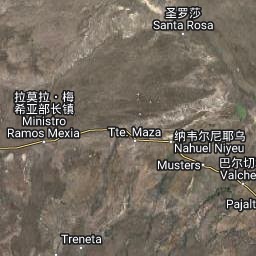 圣罗莎
Santa Rosa
拉莫拉·梅
希亚部长镇
Ministro
Ramos Mexia
Tte. Maza
纳韦尔尼耶乌
Nahuel Niyeu
Musters
巴尔切
Valche
Pajalt
Treneta